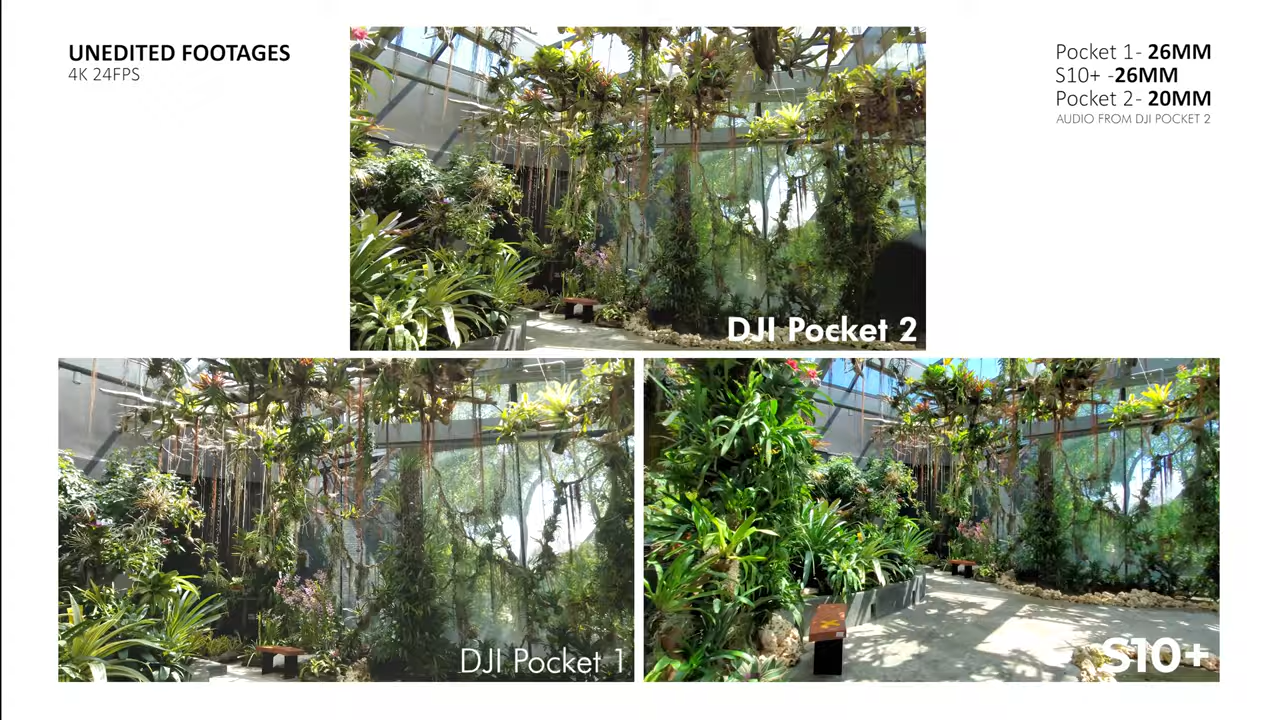 UNEDITED FOOTAGES
4K 24FPS
Pocket 1- 26MM
S10+ -26MM
Pocket 2- 20MM
AUDIO FROM DJI POCKET 2
DJI Pocket 2
DJI Pocket 1
S10+